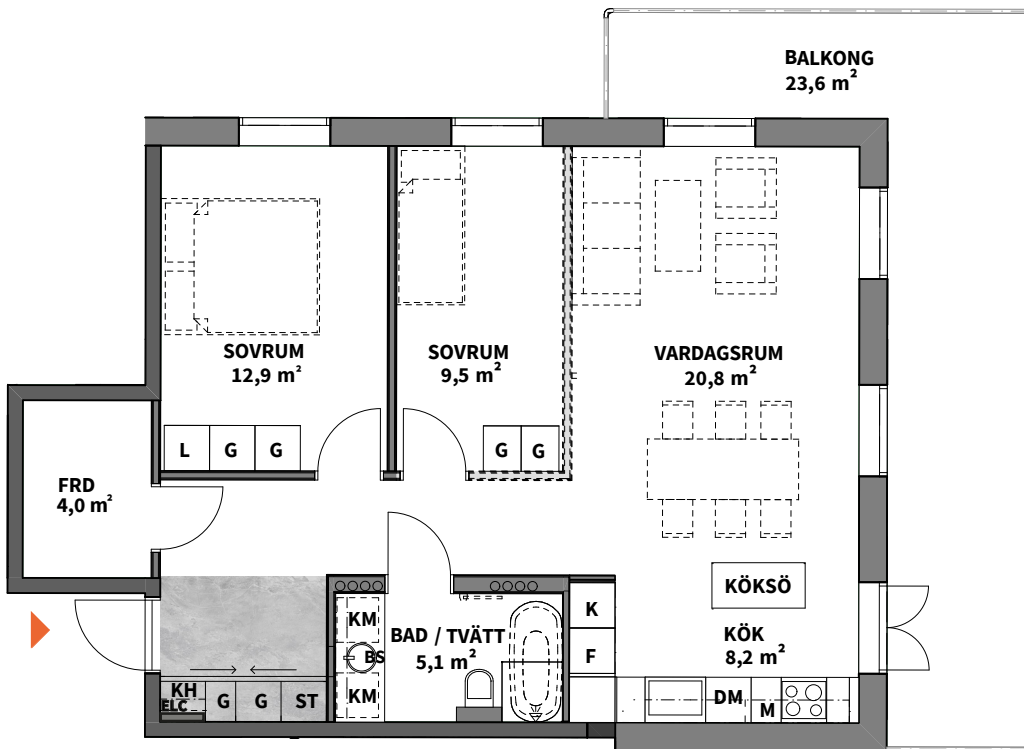 BALKONG
23,6 m²
SOVRUM
12,9 m²
SOVRUM
9,5 m²
VARDAGSRUM
20,8 m²
L G G
G G
FRD
4,0 m²
KÖKSÖ
KM
BAD / TVÄTT
5,1 m²
BS
KM
K
F
KÖK
8,2 m²
KH
ELC
G G ST
DM
M